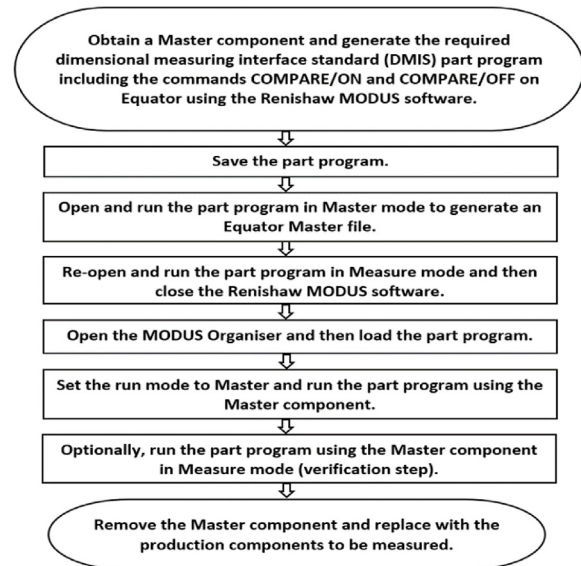 Obtain a Master component and generate the required
dimensional measuring interface standard (DMIS) part program
including the commands COMPARE/ON and COMPARE/OFF on
Equator using the Renishaw MODUS software.
Save the part program.
Open and run the part program in Master mode to generate an
Equator Master file.
Re-open and run the part program in Measure mode and then
close the Renishaw MODUS software.
Open the MODUS Organiser and then load the part program.
Set the run mode to Master and run the part program using the
Master component.
Optionally, run the part program using the Master component
in Measure mode (verification step).
Remove the Master component and replace with the
production components to be measured.